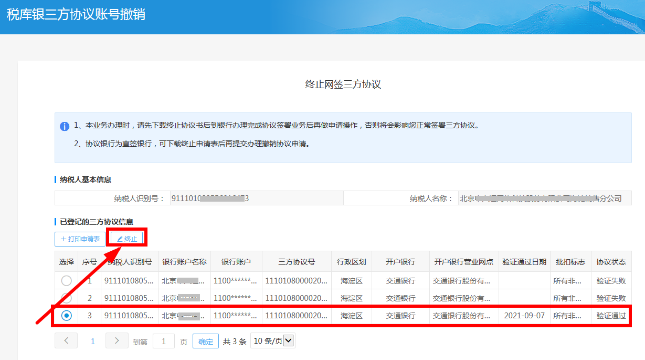 税库银三方协议账号撤销
终止网签三方协议
1、本业务办理时，请先下载终止协议书后到银行办理完成协议签署业务后再做申请操作，否则将会影响您正常签署三方协议。
2、协议银行为直签银行，可下载终止申请表后再提交办理撤销协议申请。
纳税人基本信息
纳税人识别号： 9111010 3 纳税人名称： 北京 售分公司
已登记的三方协议信息
+ 打印申请表 终止
选择 序号 纳税人识别号 银行账户名称 银行账户 三方协议号 行政区划 开户银行 开户银行营业网点 验证通过日期 批扣标志 协议状态
1 9111010805... 北京 ... 1100******... 1110108000020... 海淀区 交通银行 交通银行股份有... 所有非... 验证失败
2 9111010805... 北京 ... 1100******... 1110108000020... 海淀区 交通银行 交通银行股份有... 所有非... 验证失败
3 9111010805... 北京 ... 1100******... 1110108000020... 海淀区 交通银行 交通银行股份有... 2021-09-07 所有非... 验证通过
< 1 > 到第 1 页 确定 共 3 条 10 条/页